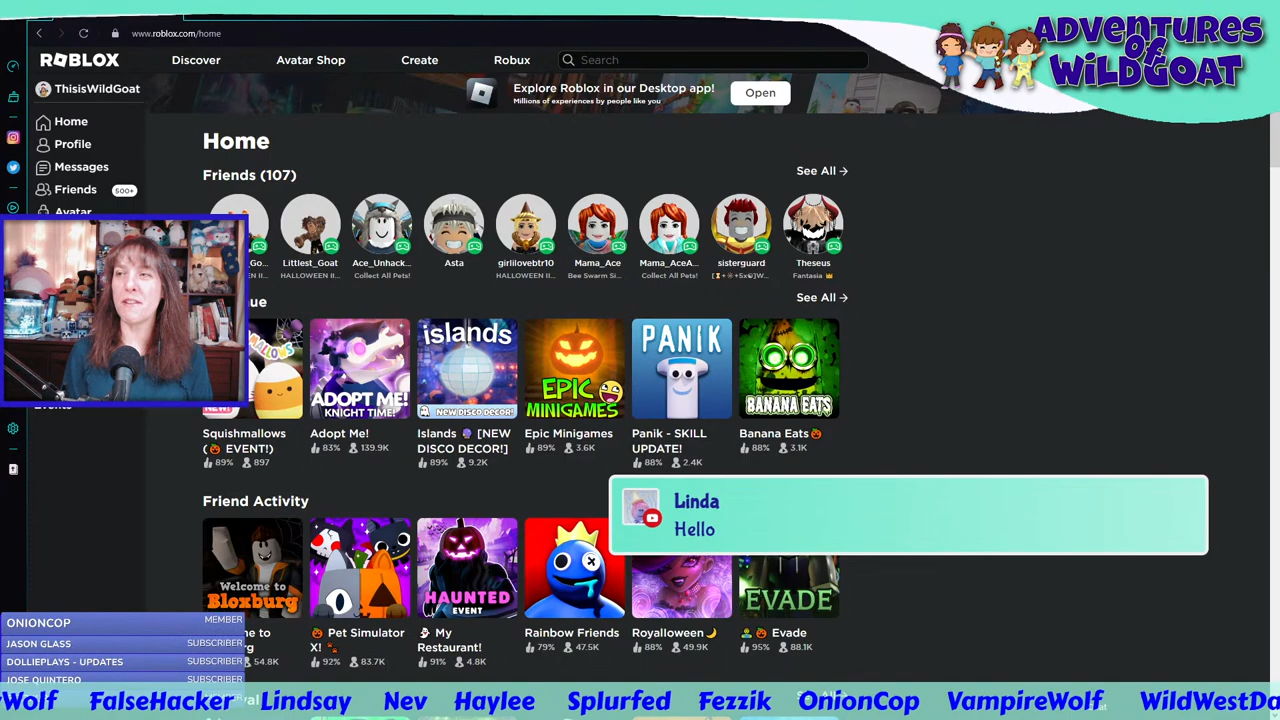 www.roblox.com/home
ADVENTURES
OF
WILDGOAT
ROBLOX
Discover
Avatar Shop
Create
Robux
Search
ThisisWildGoat
Explore Roblox in our Desktop app!
Millions of experiences by people like you
Open
Home
Profile
Messages
Friends
500+
Avatar
Home
Friends (107)
See All →
Littlest_Goat
Ace_Unhack...
Asta
girlilovebtr10
Mama_Ace
Mama_AceA...
sisterguard
Theseus
HALLOWEEN II...
Collect All Pets!
HALLOWEEN II...
Bee Swarm Si...
Collect All Pets!
Fantasia
See All →
ADOPT ME!
KNIGHT TIME!
islands
NEW DISCO DECOR!
EPIC
MINIGAMES
PANIK
BANANA EATS
Squishmallows
(🎃 EVENT!)
89% 897
Adopt Me!
83% 139.9K
Islands 🔮 [NEW
DISCO DECOR!]
89% 9.2K
Epic Minigames
89% 3.6K
Panik - SKILL
UPDATE!
88% 2.4K
Banana Eats🎃
88% 3.1K
Events
Friend Activity
Linda
Hello
Welcome to
Bloxburg
HAUNTED
EVENT
EVADE
54.8K
🎃 Pet Simulator
X!
92% 83.7K
My
Restaurant!
91% 4.8K
Rainbow Friends
79% 47.5K
Royalloween🌙
88% 49.9K
Evade
95% 88.1K
ONIONCOP MEMBER
JASON GLASS SUBSCRIBER
DOLLIEPLAYS - UPDATES SUBSCRIBER
JOSE QUINTERO SUBSCRIBER
Wolf FalseHacker Lindsay Nev Haylee Splurfed Fezzik OnionCop VampireWolf WildWestDa